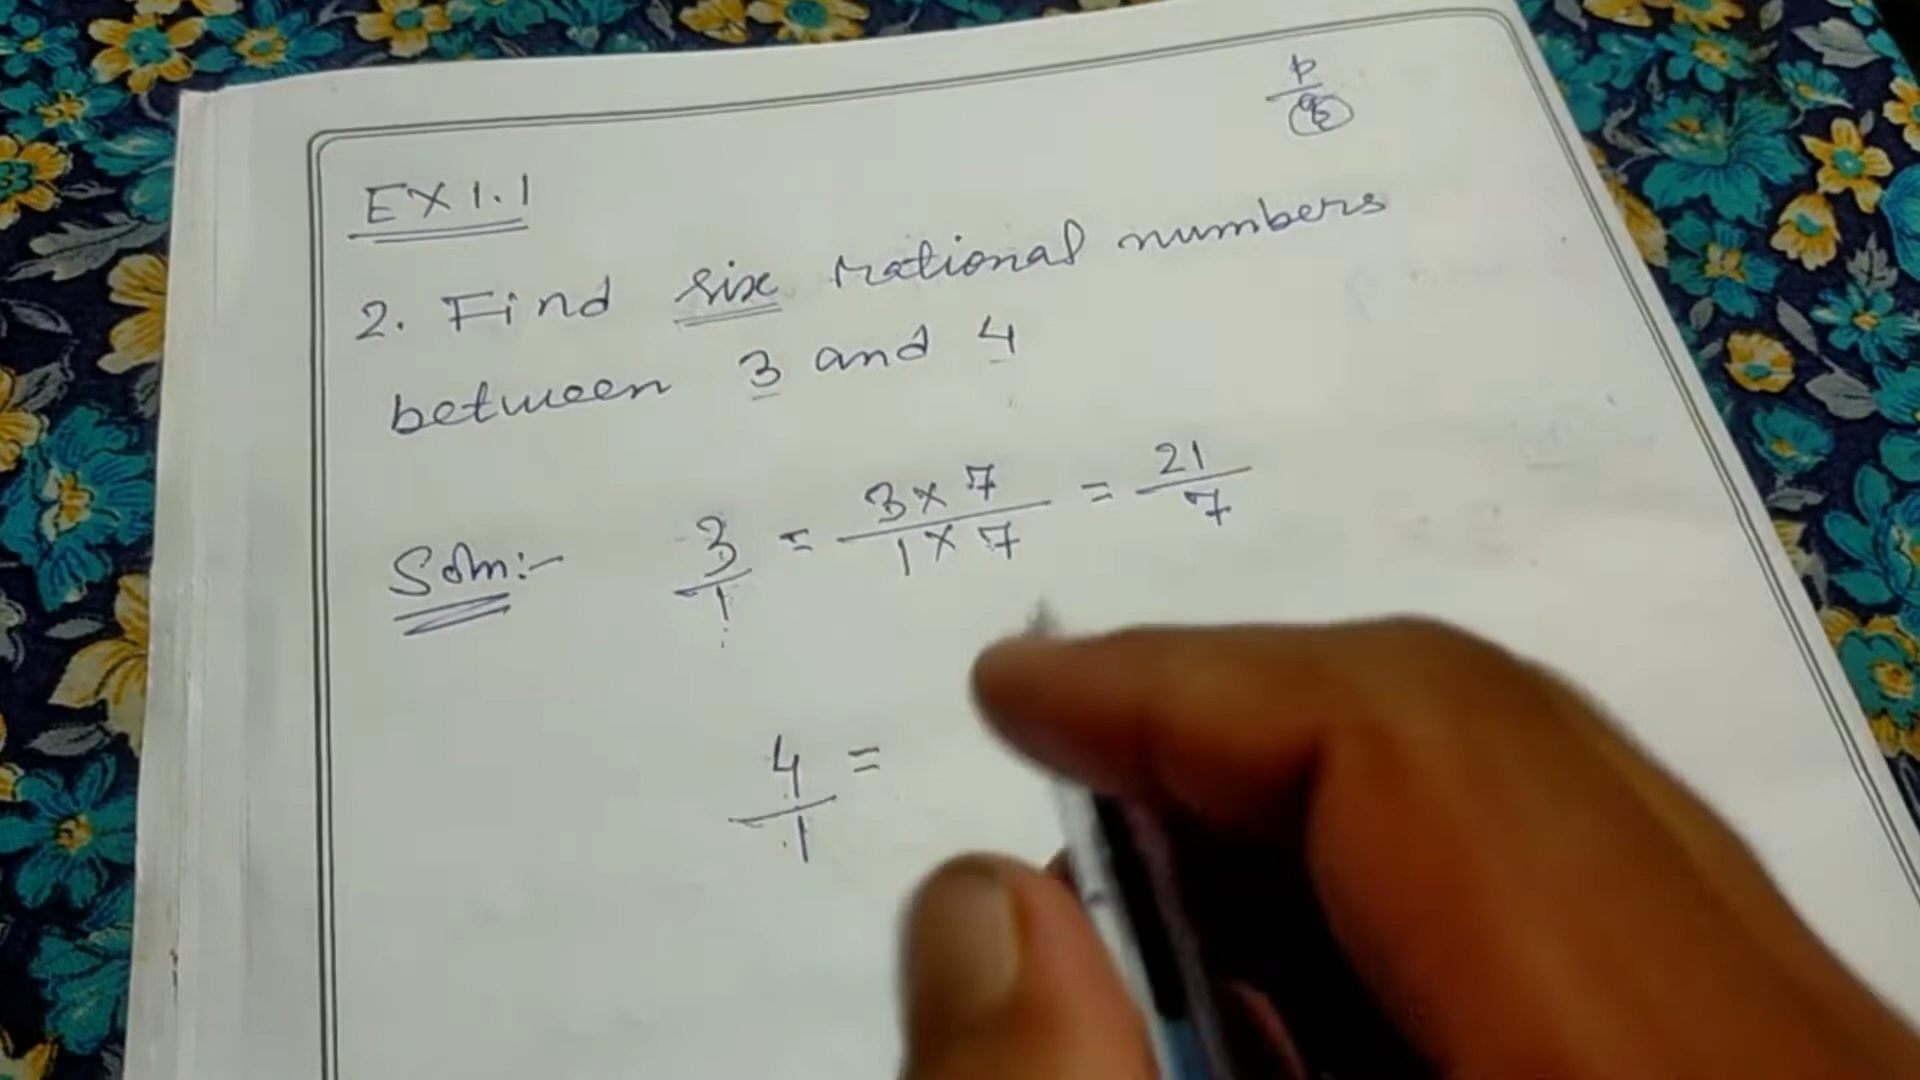 p/q
EX 1.1
2. Find six rational numbers
between 3 and 4
Soln:- 3/1 = 3×7/1×7 = 21/7
4/1 =